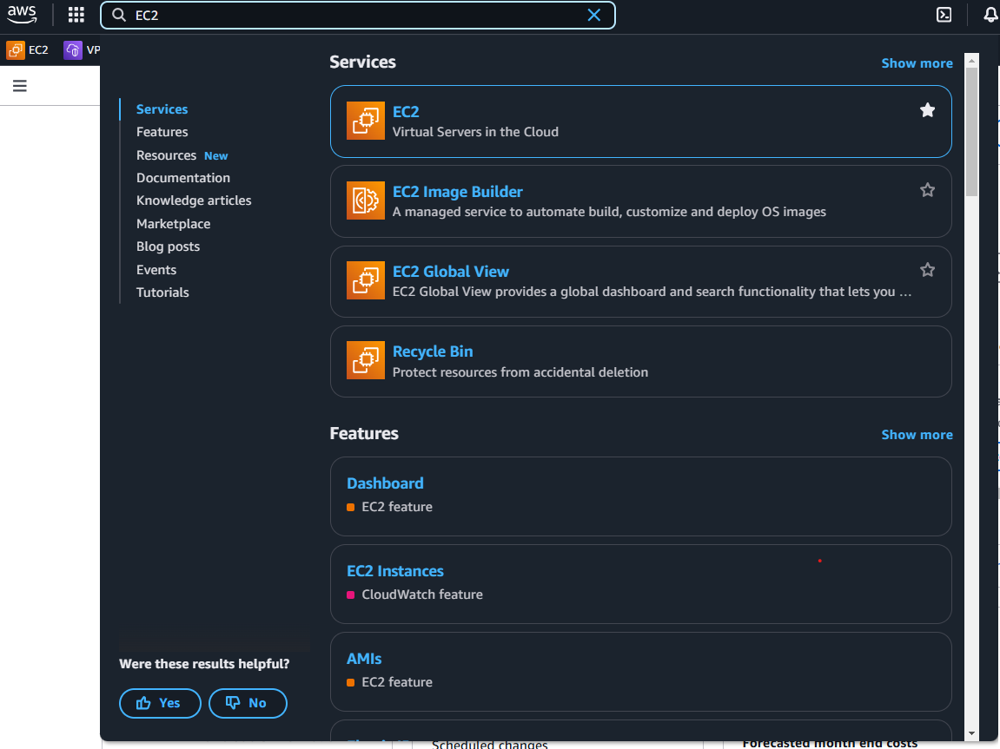 aws
EC2
EC2
VP
Services
Show more
Services
Features
Resources New
Documentation
Knowledge articles
Marketplace
Blog posts
Events
Tutorials
EC2
Virtual Servers in the Cloud
EC2 Image Builder
A managed service to automate build, customize and deploy OS images
EC2 Global View
EC2 Global View provides a global dashboard and search functionality that lets you ...
Recycle Bin
Protect resources from accidental deletion
Features
Show more
Dashboard
EC2 feature
EC2 Instances
CloudWatch feature
AMIs
EC2 feature
Were these results helpful?
Yes
No
Scheduled changes
Forecasted month end costs